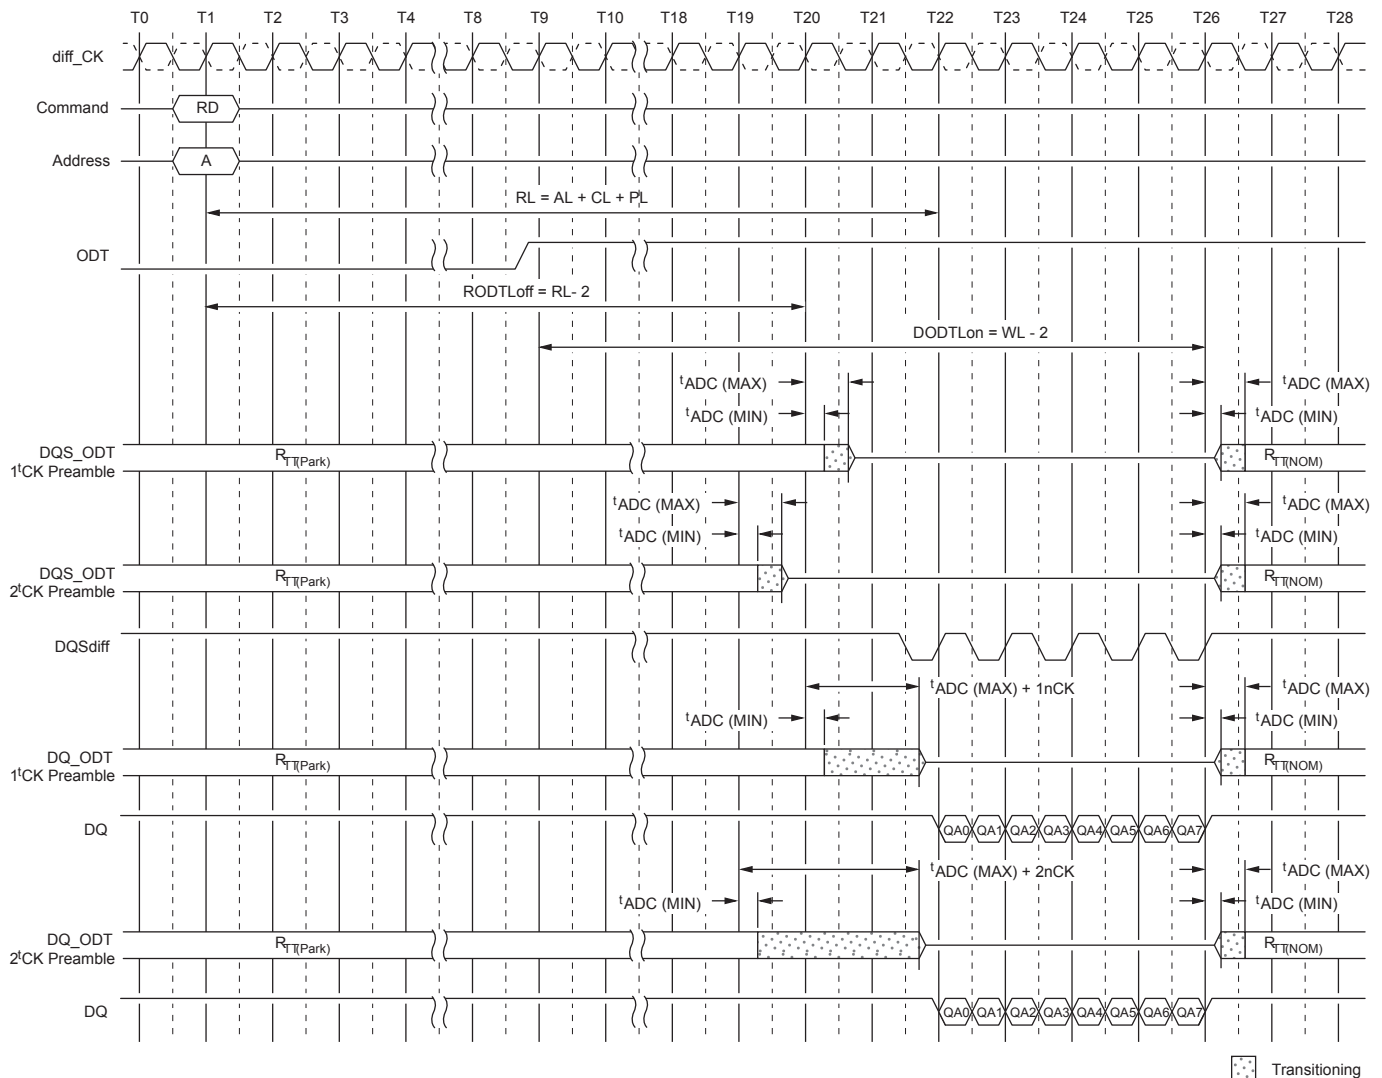 T0 T1 T2 T3 T4 T8 T9 T10 T18 T19 T20 T21 T22 T23 T24 T25 T26 T27 T28
diff_CK
Command RD
Address A
RL = AL + CL + PL
ODT
RODTLoff = RL- 2
DODTLon = WL - 2
tADC (MAX) tADC (MAX)
tADC (MIN) tADC (MIN)
DQS_ODT
1tCK Preamble RTT(Park) RTT(NOM)
tADC (MAX) tADC (MAX)
tADC (MIN) tADC (MIN)
DQS_ODT
2tCK Preamble RTT(Park) RTT(NOM)
DQSdiff
tADC (MAX) + 1nCK tADC (MAX)
tADC (MIN) tADC (MIN)
DQ_ODT
1tCK Preamble RTT(Park) RTT(NOM)
DQ QA0 QA1 QA2 QA3 QA4 QA5 QA6 QA7
tADC (MAX) + 2nCK tADC (MAX)
tADC (MIN) tADC (MIN)
DQ_ODT
2tCK Preamble RTT(Park) RTT(NOM)
DQ QA0 QA1 QA2 QA3 QA4 QA5 QA6 QA7
Transitioning